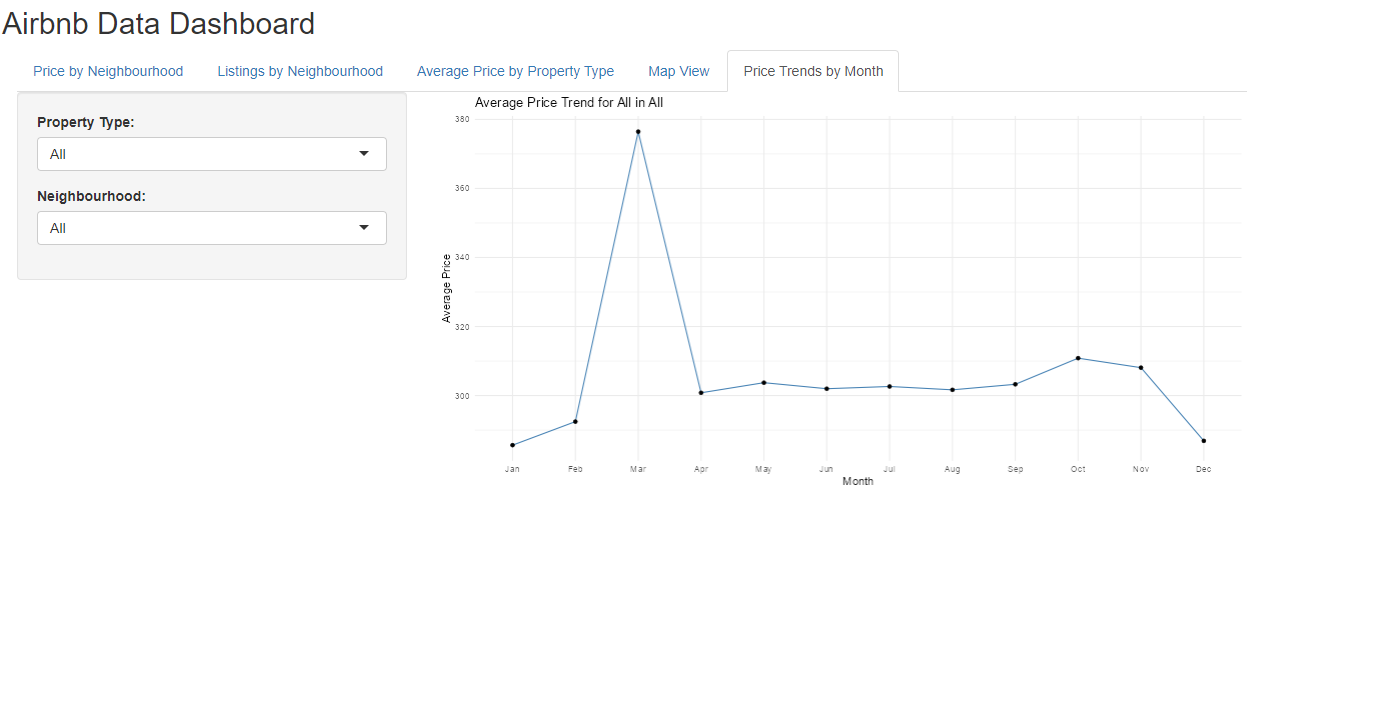 Airbnb Data Dashboard
Price by Neighbourhood
Listings by Neighbourhood
Average Price by Property Type
Map View
Price Trends by Month
Property Type:
All
Neighbourhood:
All
Average Price Trend for All in All
Average Price
380
360
340
320
300
Jan Feb Mar Apr May Jun Jul Aug Sep Oct Nov Dec
Month